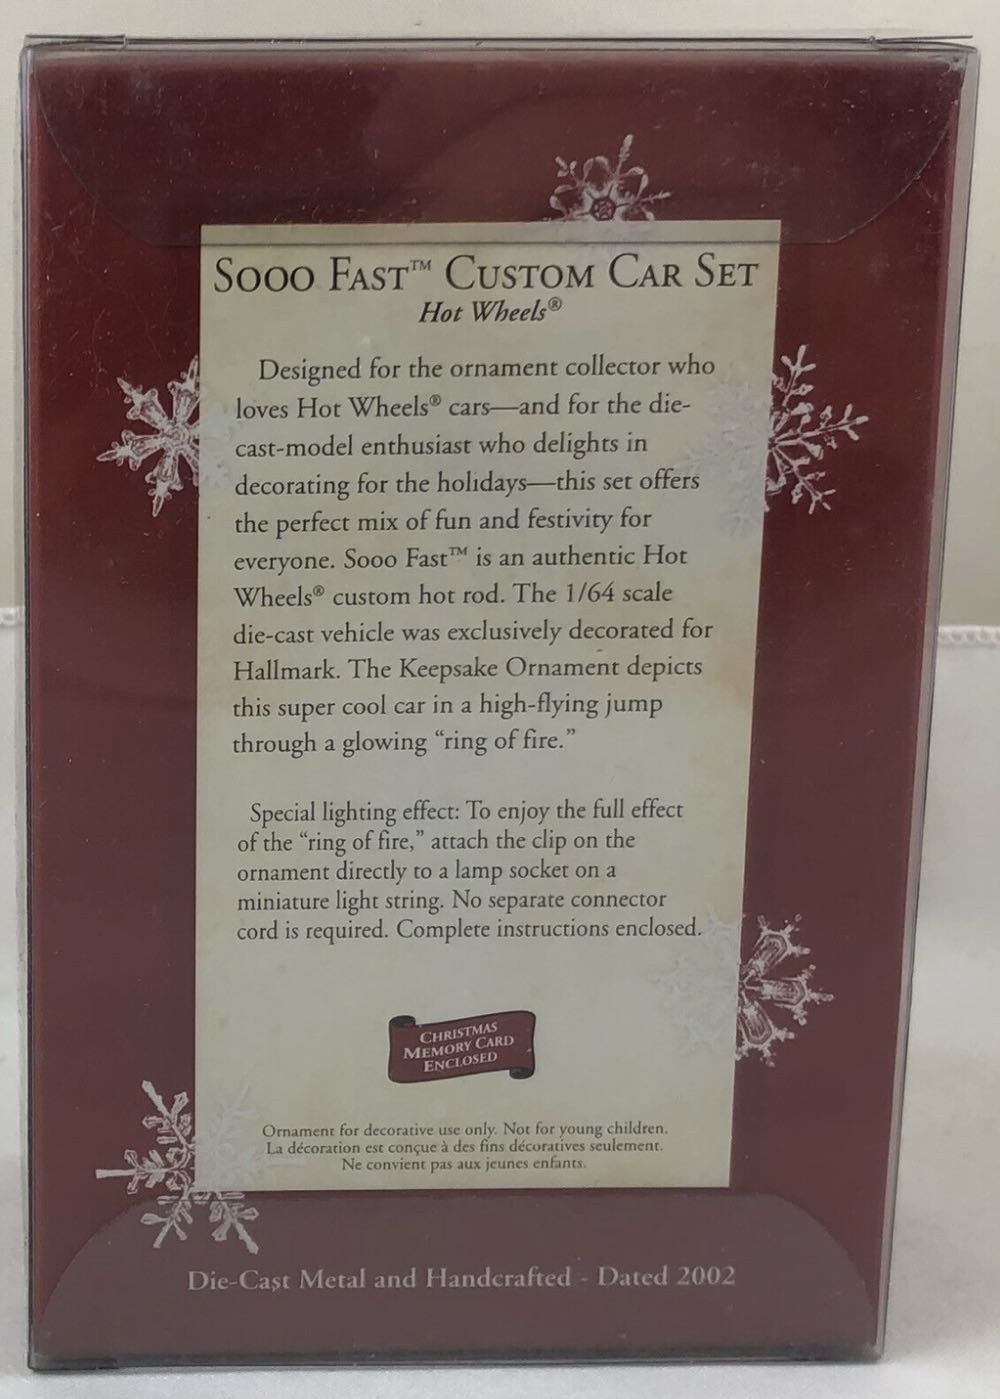 Sooo Fast™ Custom Car Set
Hot Wheels®
Designed for the ornament collector who
loves Hot Wheels® cars—and for the die-
cast-model enthusiast who delights in
decorating for the holidays—this set offers
the perfect mix of fun and festivity for
everyone. Sooo Fast™ is an authentic Hot
Wheels® custom hot rod. The 1/64 scale
die-cast vehicle was exclusively decorated for
Hallmark. The Keepsake Ornament depicts
this super cool car in a high-flying jump
through a glowing “ring of fire.”
Special lighting effect: To enjoy the full effect
of the “ring of fire,” attach the clip on the
ornament directly to a lamp socket on a
miniature light string. No separate connector
cord is required. Complete instructions enclosed.
Christmas
Memory Card
Enclosed
Ornament for decorative use only. Not for young children.
La décoration est conçue à des fins décoratives seulement.
Ne convient pas aux jeunes enfants.
Die-Cast Metal and Handcrafted - Dated 2002